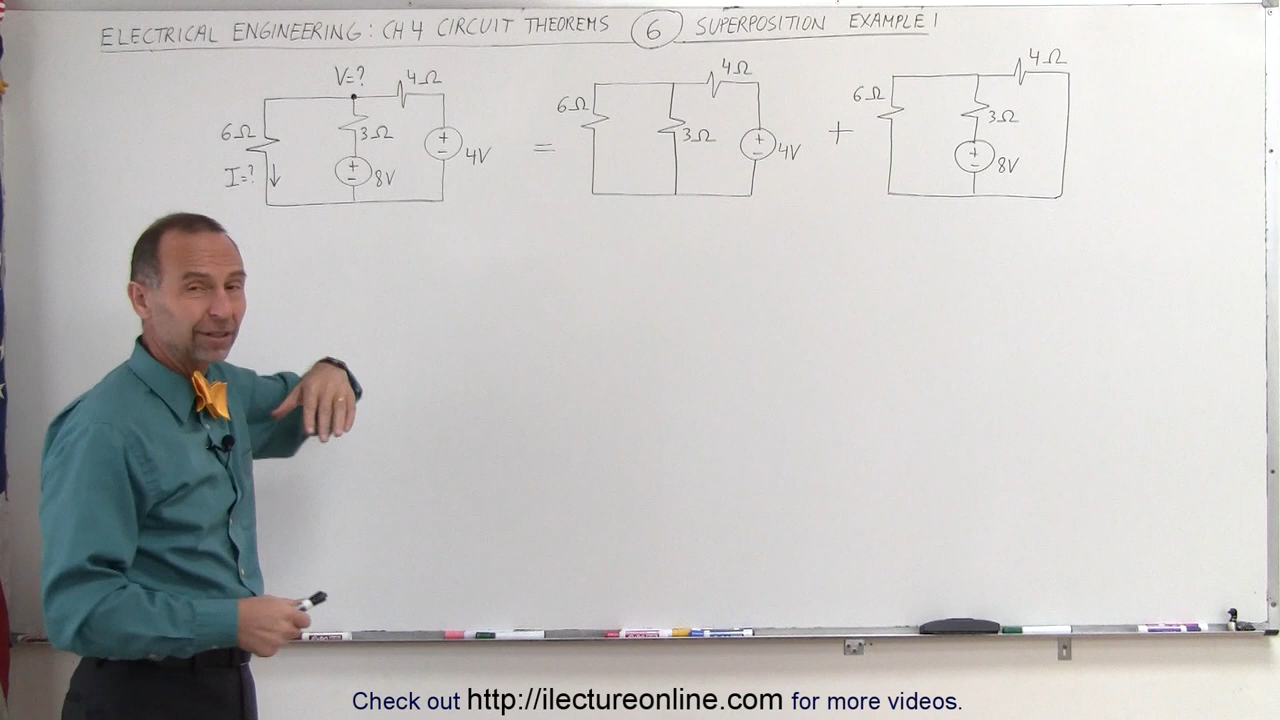 ELECTRICAL ENGINEERING: CH 4 CIRCUIT THEOREMS 6 SUPERPOSITION EXAMPLE 1
V=? 4Ω
6Ω 3Ω
I=? 8V 4V
=
4Ω
6Ω 3Ω
4V
+
4Ω
6Ω 3Ω
8V
Check out http://ilectureonline.com for more videos.